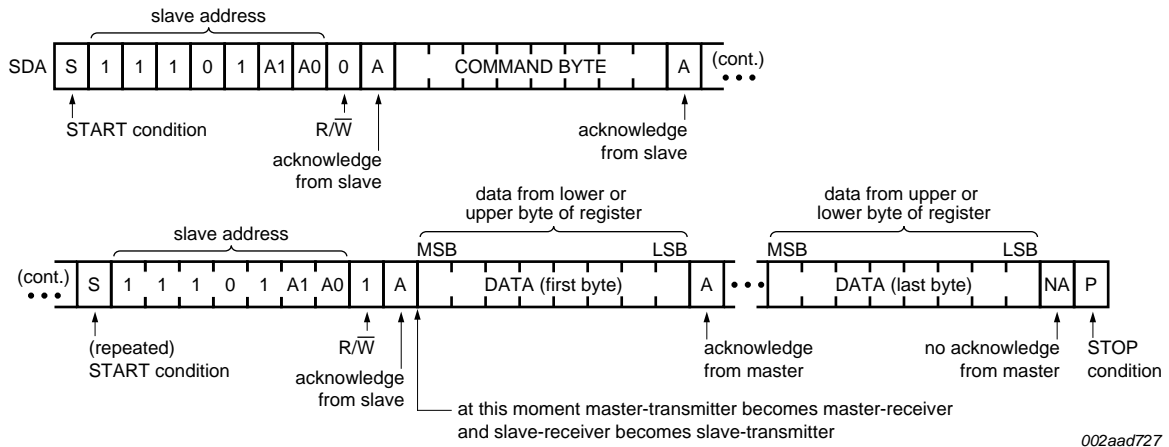 slave address
SDA S 1 1 1 0 1 A1 A0 0 A COMMAND BYTE A (cont.)
START condition
R/W
acknowledge
from slave
acknowledge
from slave
data from lower or
upper byte of register
data from upper or
lower byte of register
slave address
MSB LSB MSB LSB
(cont.) S 1 1 1 0 1 A1 A0 1 A DATA (first byte) A DATA (last byte) NA P
(repeated)
START condition
R/W
acknowledge
from slave
acknowledge
from master
no acknowledge
from master
STOP
condition
at this moment master-transmitter becomes master-receiver
and slave-receiver becomes slave-transmitter
002aad727